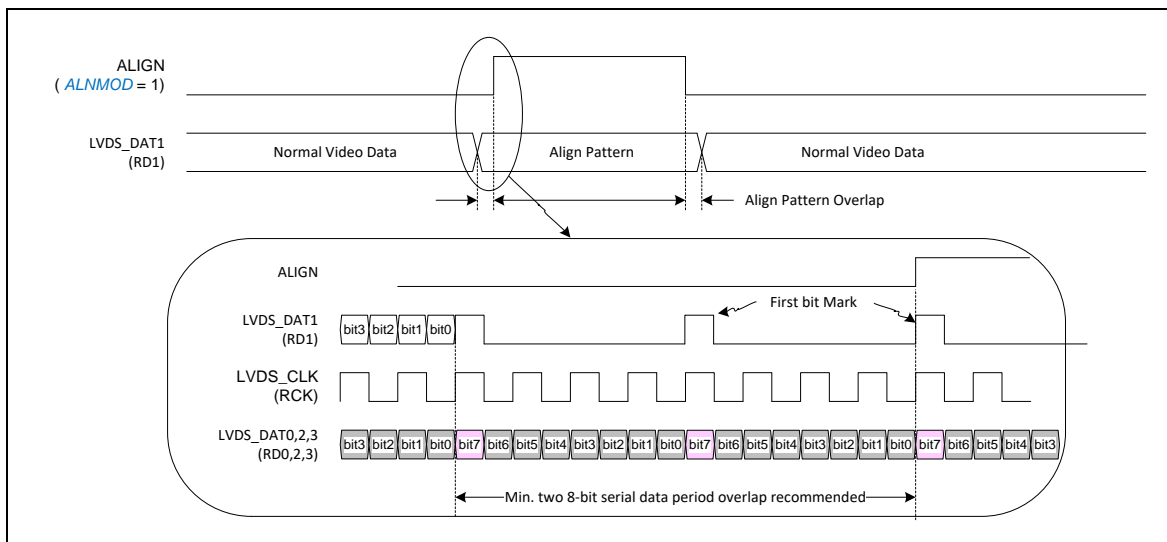 ALIGN
( ALNMOD = 1)
LVDS_DAT1
(RD1)
Normal Video Data
Align Pattern
Normal Video Data
Align Pattern Overlap
ALIGN
First bit Mark
LVDS_DAT1
(RD1)
bit3 bit2 bit1 bit0
LVDS_CLK
(RCK)
LVDS_DAT0,2,3
(RD0,2,3)
bit3 bit2 bit1 bit0 bit7 bit6 bit5 bit4 bit3 bit2 bit1 bit0 bit7 bit6 bit5 bit4 bit3 bit2 bit1 bit0 bit7 bit6 bit5 bit4 bit3
Min. two 8-bit serial data period overlap recommended